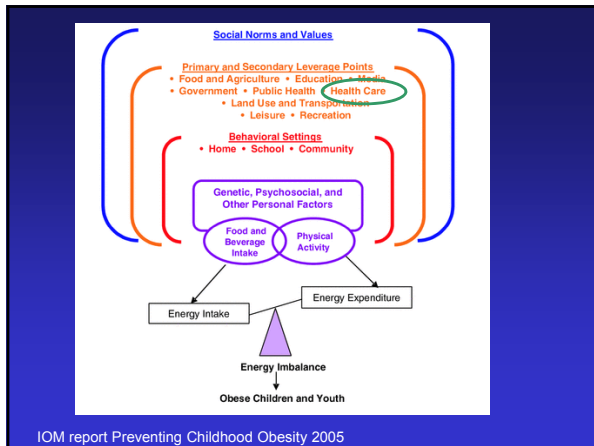 Social Norms and Values
Primary and Secondary Leverage Points
• Food and Agriculture • Education • Media
• Government • Public Health • Health Care
• Land Use and Transportation
• Leisure • Recreation
Behavioral Settings
• Home • School • Community
Genetic, Psychosocial, and
Other Personal Factors
Food and
Beverage
Intake
Physical
Activity
Energy Intake
Energy Expenditure
Energy Imbalance
Obese Children and Youth
IOM report Preventing Childhood Obesity 2005